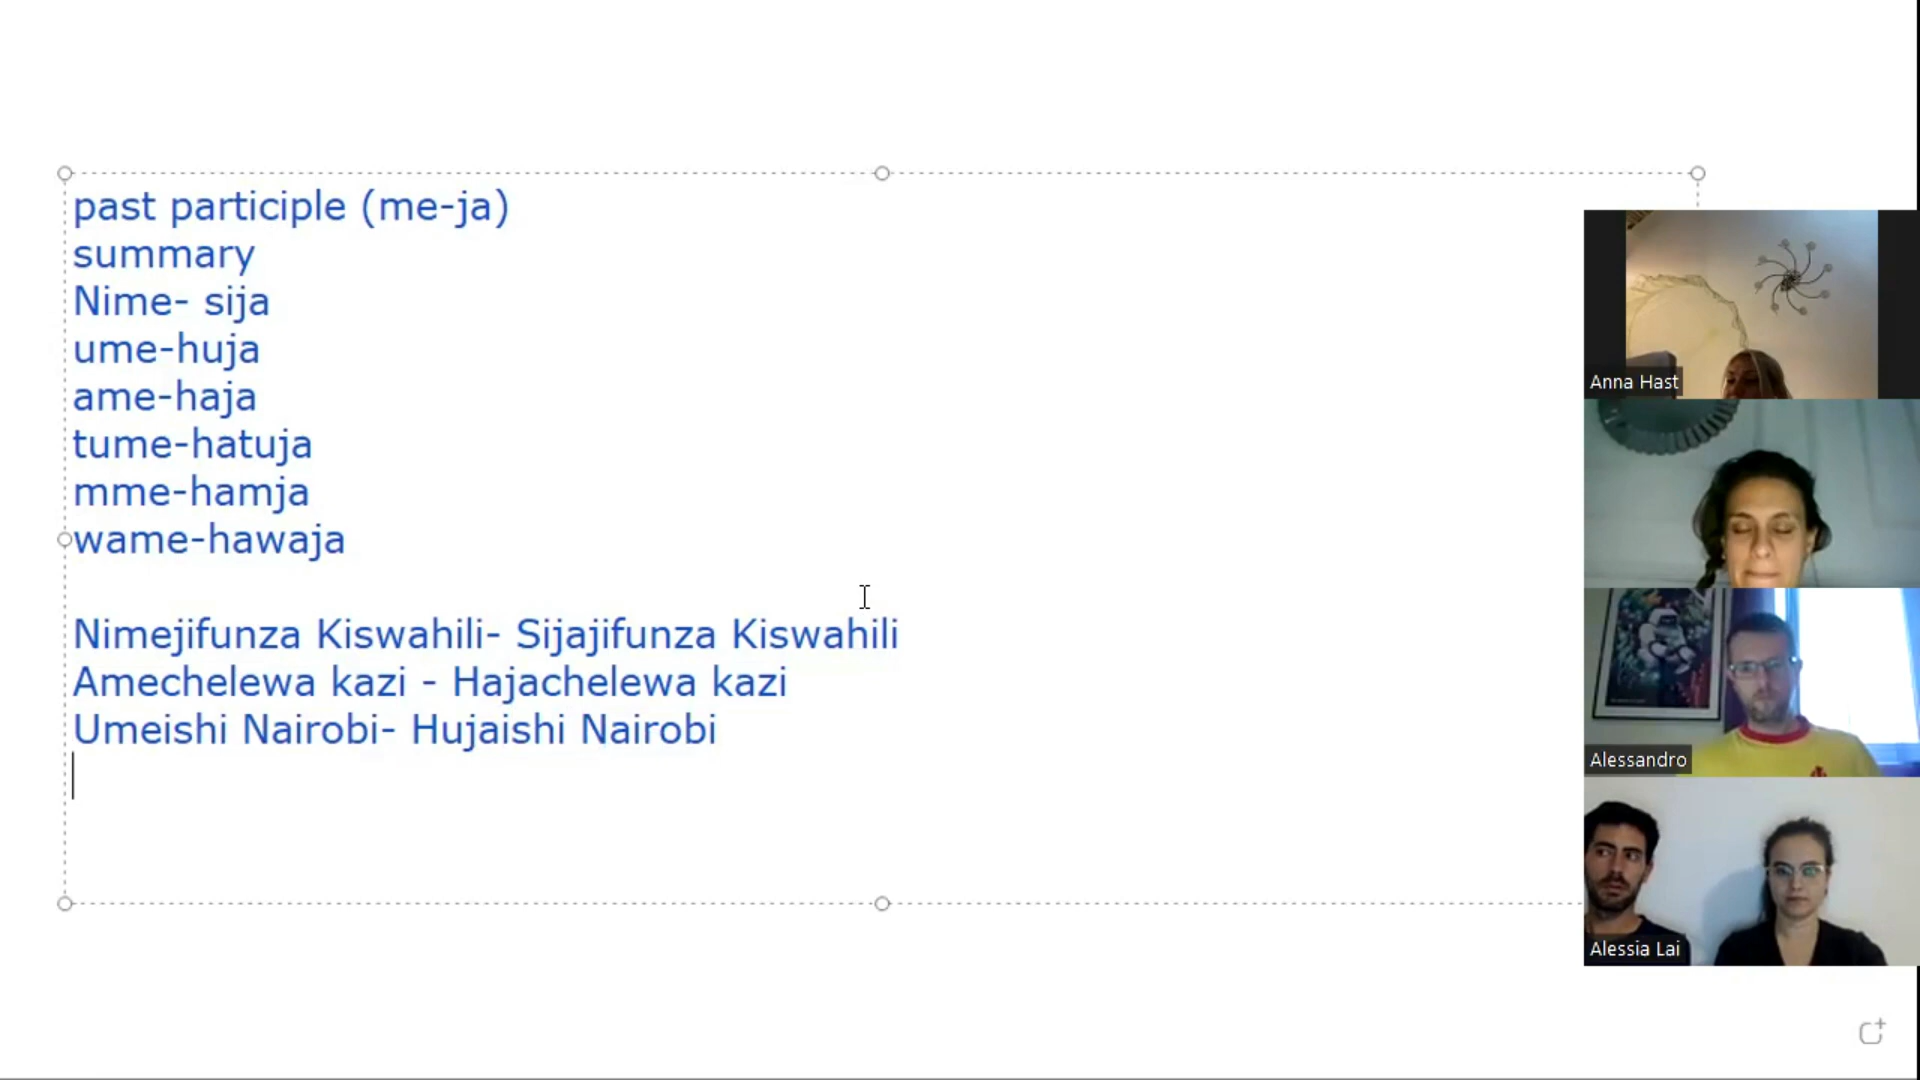 past participle (me-ja)
summary
Nime- sija
ume-huja
ame-haja
tume-hatuja
mme-hamja
wame-hawaja
Nimejifunza Kiswahili- Sijajifunza Kiswahili
Amechelewa kazi - Hajachelewa kazi
Umeishi Nairobi- Hujaishi Nairobi
Anna Hast
Alessandro
Alessia Lai